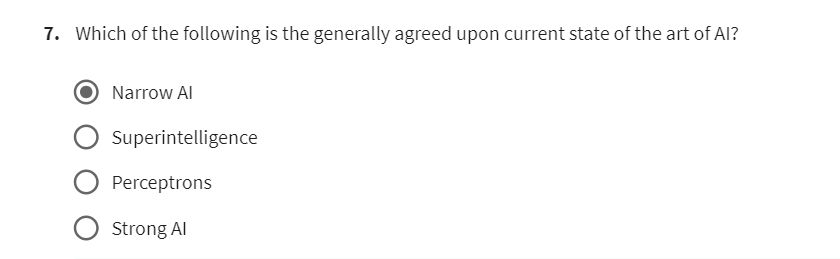 7. Which of the following is the generally agreed upon current state of the art of AI?
Narrow AI
Superintelligence
Perceptrons
Strong AI